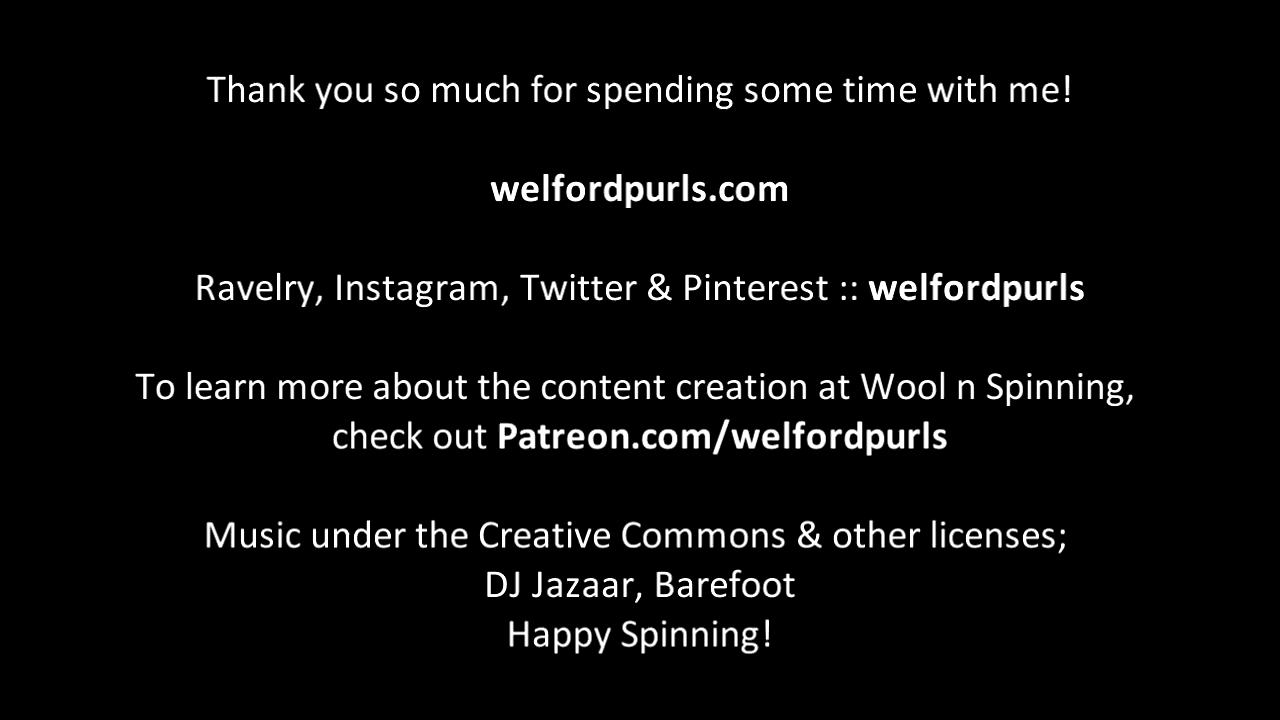 Thank you so much for spending some time with me!
welfordpurls.com
Ravelry, Instagram, Twitter & Pinterest :: welfordpurls
To learn more about the content creation at Wool n Spinning,
check out Patreon.com/welfordpurls
Music under the Creative Commons & other licenses;
DJ Jazaar, Barefoot
Happy Spinning!